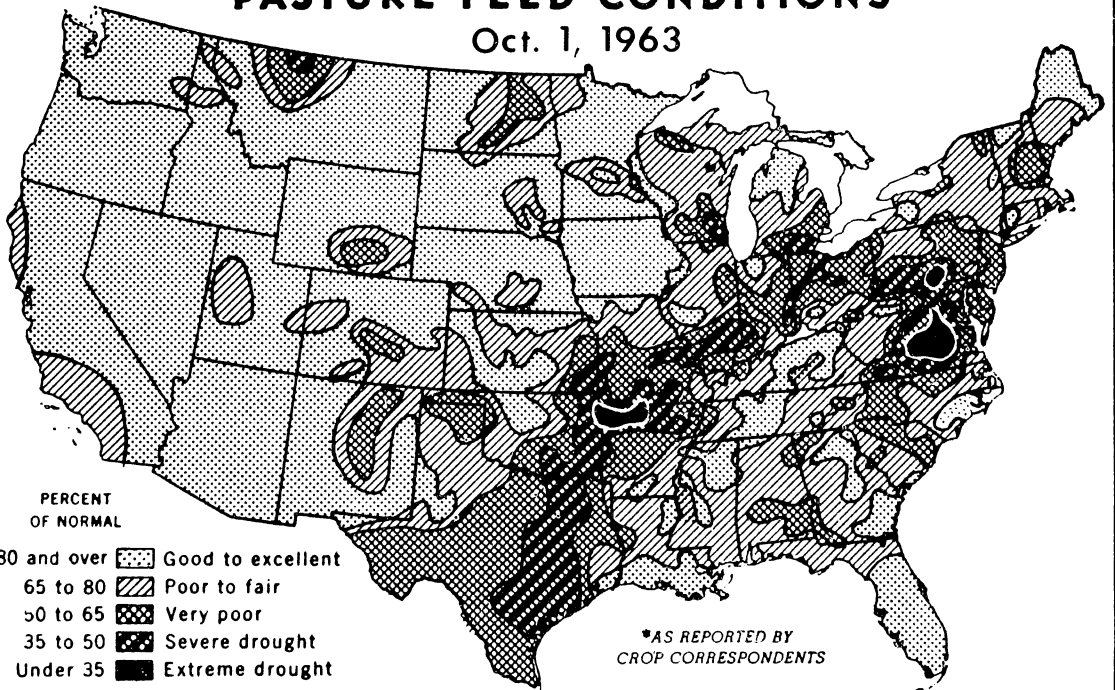 PASTURE FEED CONDITIONS
Oct. 1, 1963
PERCENT
OF NORMAL
80 and over Good to excellent
65 to 80 Poor to fair
50 to 65 Very poor
35 to 50 Severe drought
Under 35 Extreme drought
*AS REPORTED BY
CROP CORRESPONDENTS